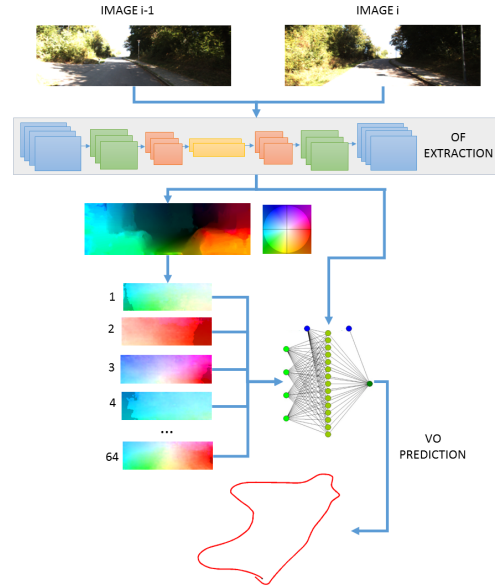 IMAGE i-1
IMAGE i
OF
EXTRACTION
1
2
3
4
...
64
VO
PREDICTION